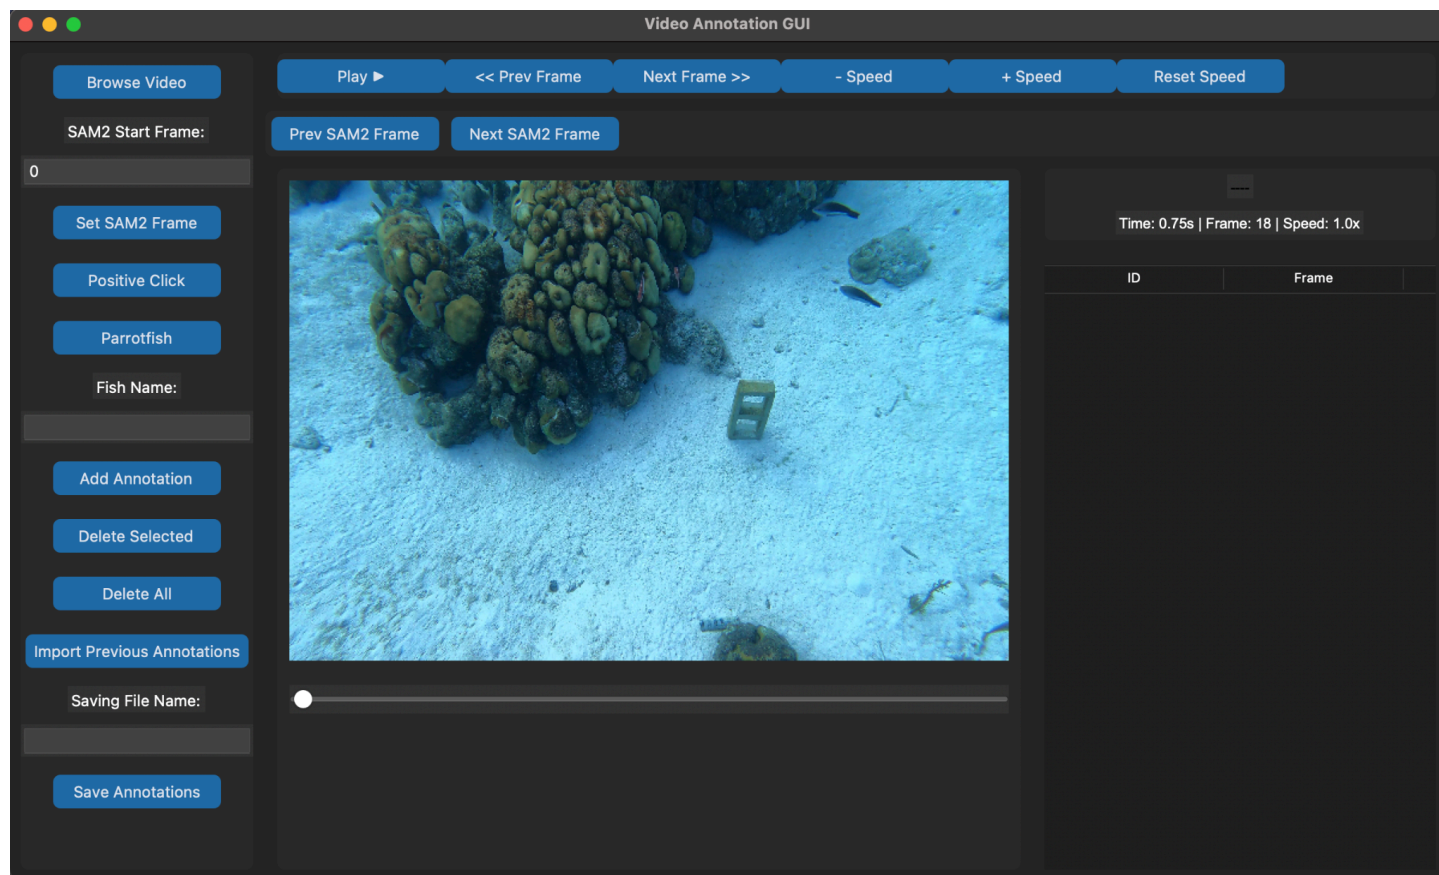 Video Annotation GUI
Browse Video
SAM2 Start Frame:
0
Set SAM2 Frame
Positive Click
Parrotfish
Fish Name:
Add Annotation
Delete Selected
Delete All
Import Previous Annotations
Saving File Name:
Save Annotations
Play ▶
<< Prev Frame
Next Frame >>
- Speed
+ Speed
Reset Speed
Prev SAM2 Frame
Next SAM2 Frame
----
Time: 0.75s | Frame: 18 | Speed: 1.0x
ID
Frame